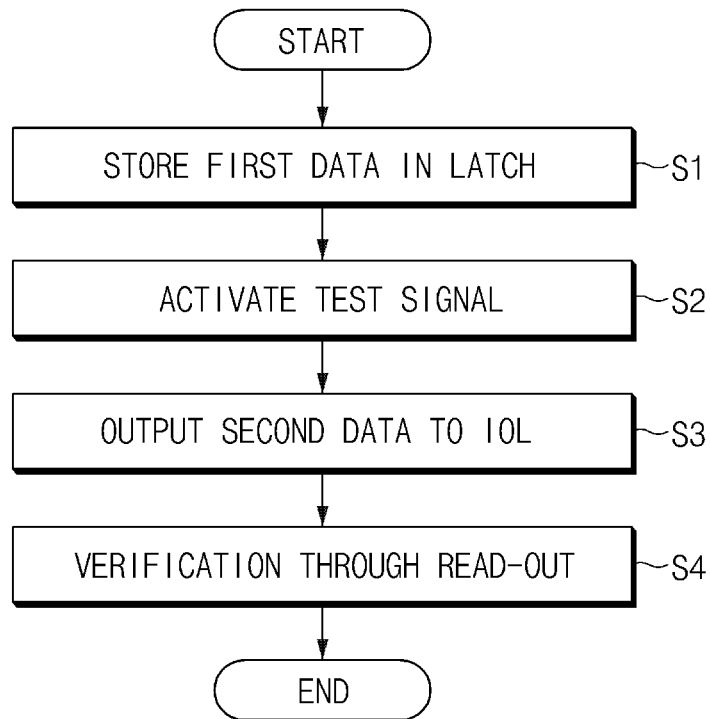 START
STORE FIRST DATA IN LATCH
S1
ACTIVATE TEST SIGNAL
S2
OUTPUT SECOND DATA TO IOL
S3
VERIFICATION THROUGH READ-OUT
S4
END